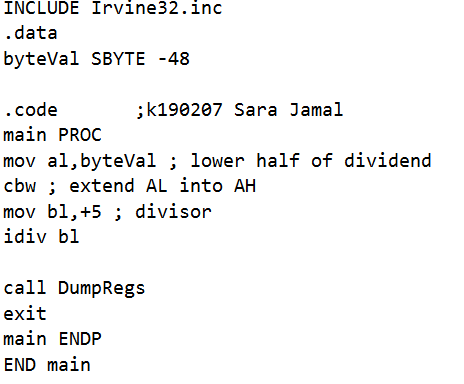 INCLUDE Irvine32.inc
.data
byteVal SBYTE -48
.code       ;k190207 Sara Jamal
main PROC
mov al,byteVal ; lower half of dividend
cbw ; extend AL into AH
mov bl,+5 ; divisor
idiv bl
call DumpRegs
exit
main ENDP
END main